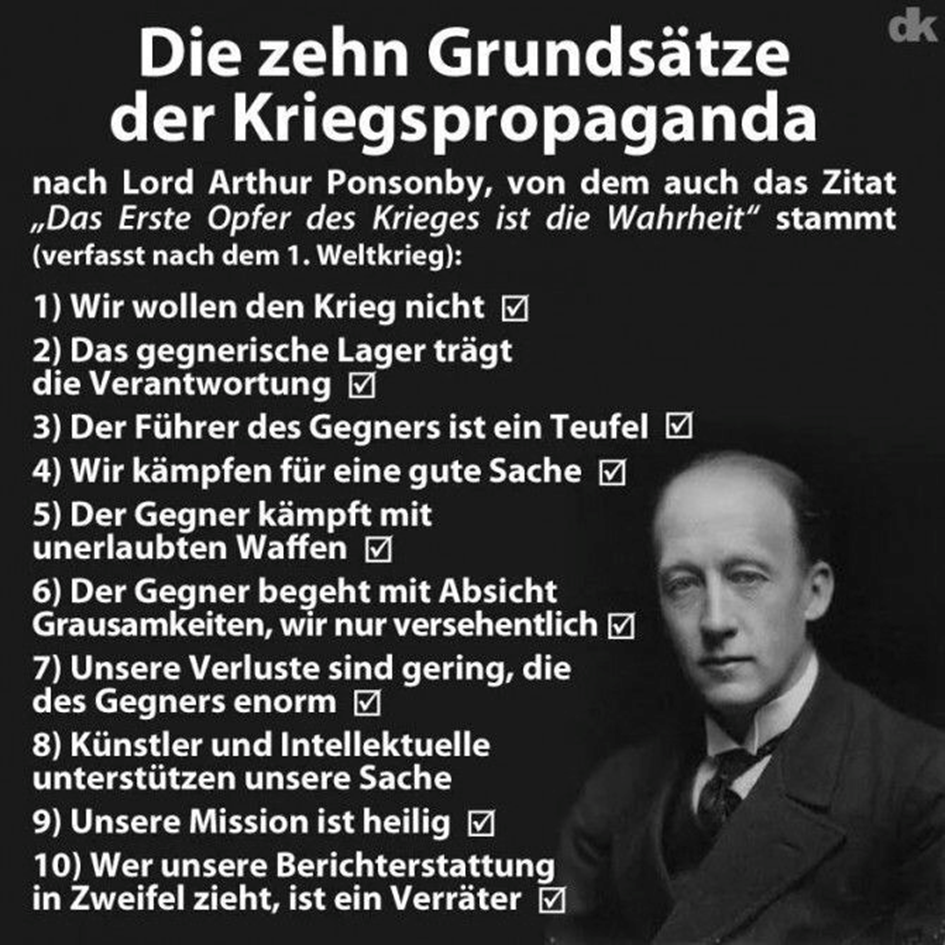 dk
Die zehn Grundsätze
der Kriegspropaganda
nach Lord Arthur Ponsonby, von dem auch das Zitat
„Das Erste Opfer des Krieges ist die Wahrheit“ stammt
(verfasst nach dem 1. Weltkrieg):
1) Wir wollen den Krieg nicht ☑
2) Das gegnerische Lager trägt
die Verantwortung ☑
3) Der Führer des Gegners ist ein Teufel ☑
4) Wir kämpfen für eine gute Sache ☑
5) Der Gegner kämpft mit
unerlaubten Waffen ☑
6) Der Gegner begeht mit Absicht
Grausamkeiten, wir nur versehentlich ☑
7) Unsere Verluste sind gering, die
des Gegners enorm ☑
8) Künstler und Intellektuelle
unterstützen unsere Sache
9) Unsere Mission ist heilig ☑
10) Wer unsere Berichterstattung
in Zweifel zieht, ist ein Verräter ☑